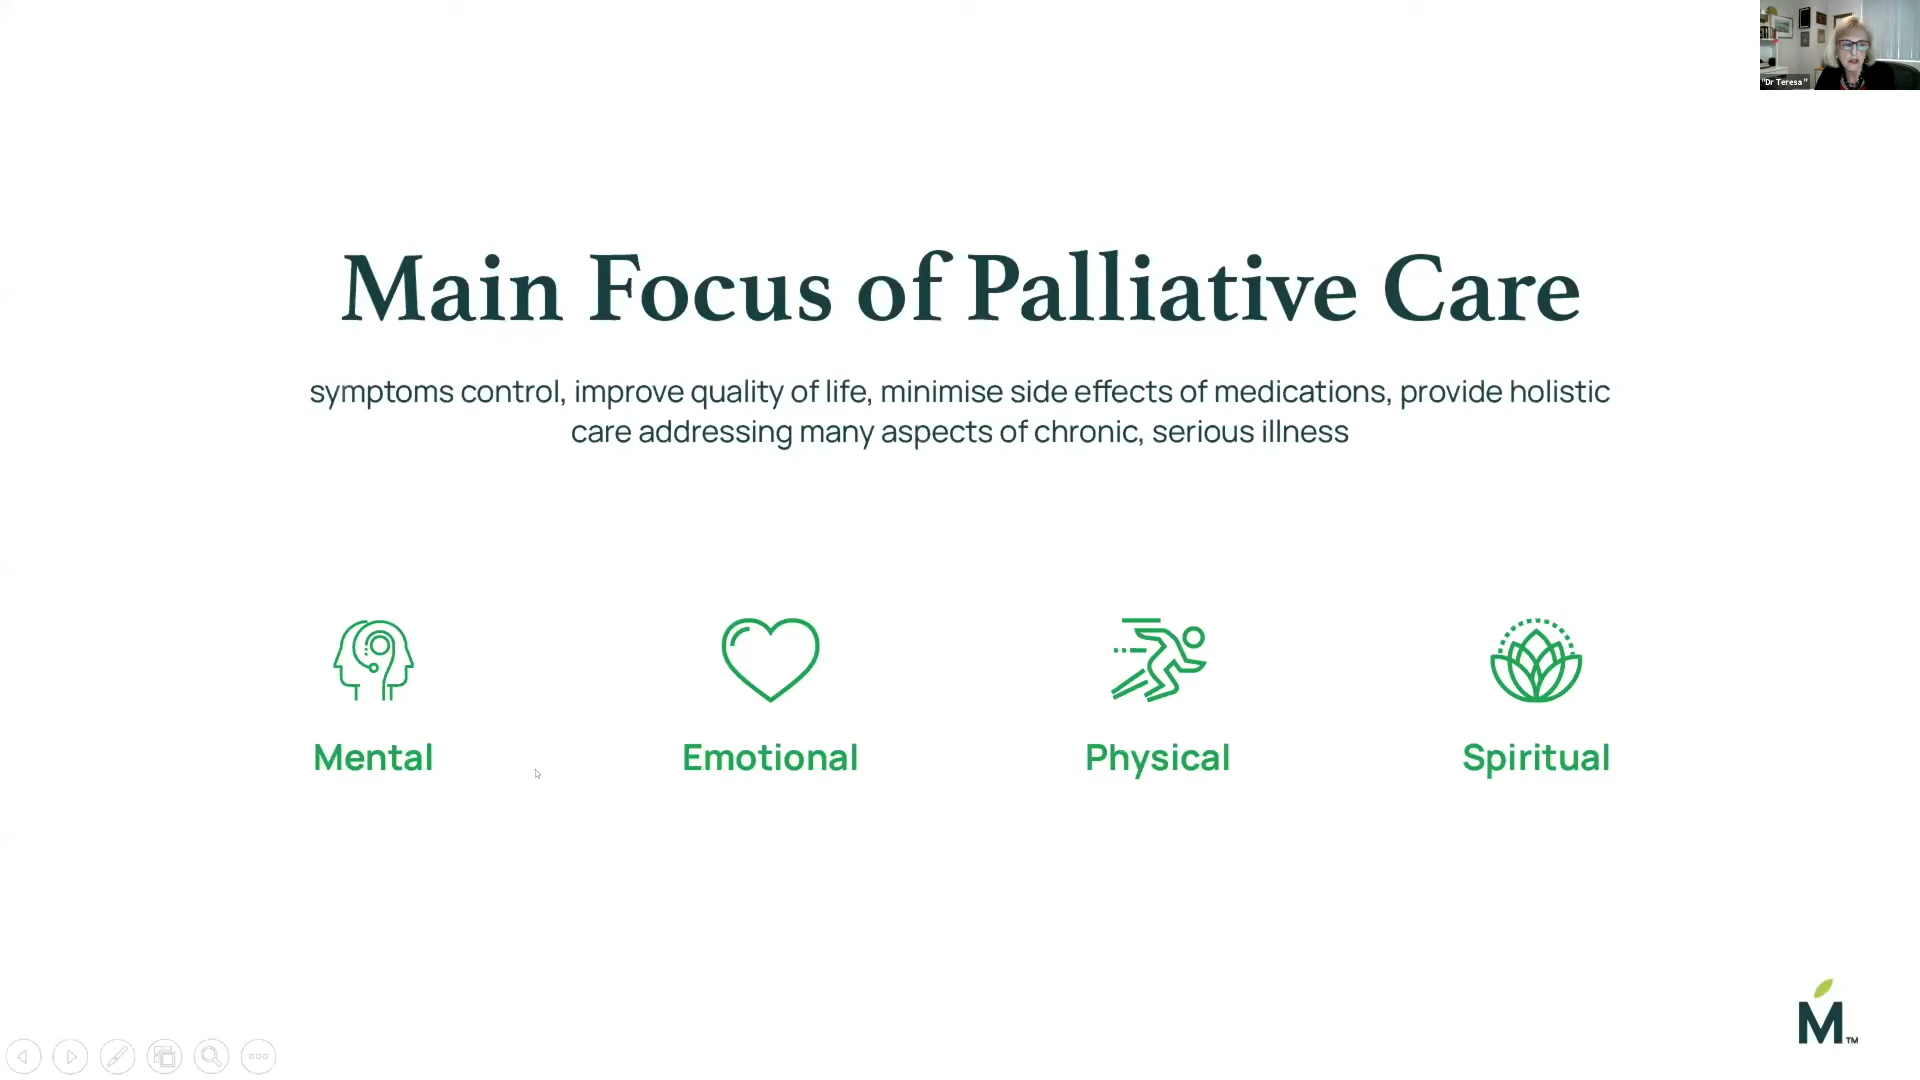 "Dr Teresa"
Main Focus of Palliative Care
symptoms control, improve quality of life, minimise side effects of medications, provide holistic
care addressing many aspects of chronic, serious illness
Mental
Emotional
Physical
Spiritual
M™